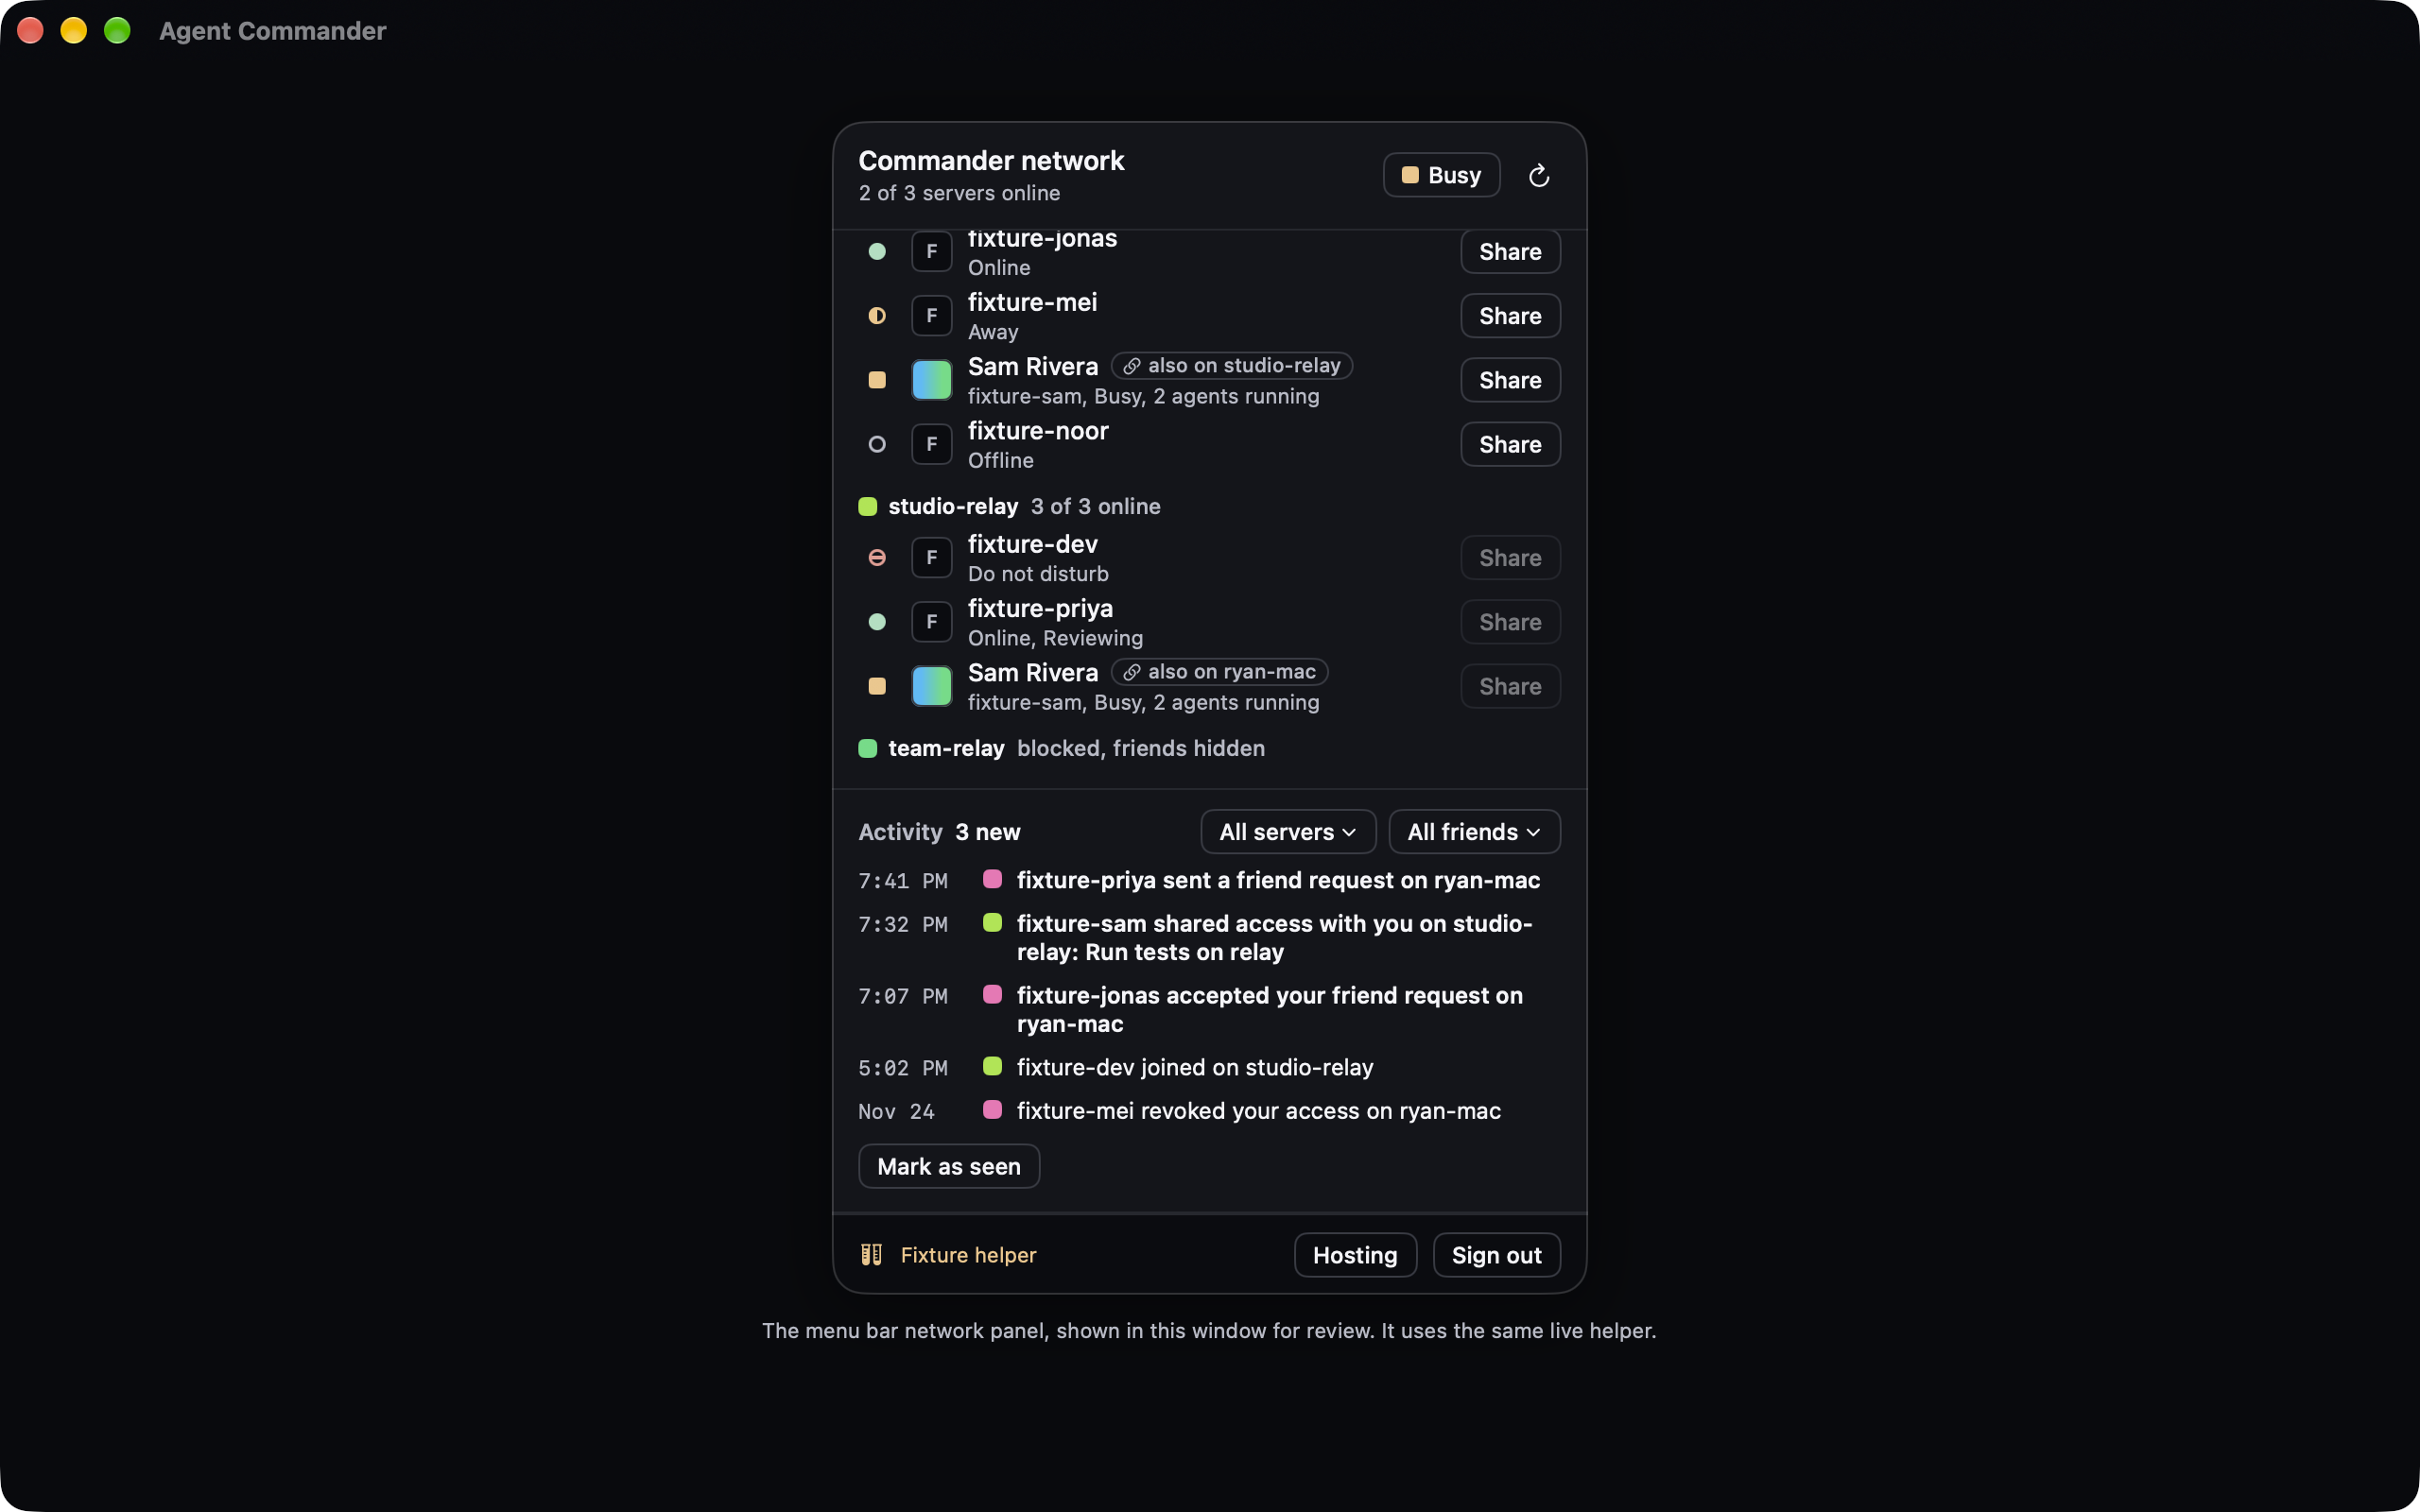 Agent Commander
Commander network
Busy
2 of 3 servers online
fixture-jonas
F
Online
Share
fixture-mei
F
Away
Share
Sam Rivera also on studio-relay
fixture-sam, Busy, 2 agents running
Share
fixture-noor
F
Offline
Share
studio-relay 3 of 3 online
fixture-dev
F
Do not disturb
Share
fixture-priya
F
Online, Reviewing
Share
Sam Rivera also on ryan-mac
fixture-sam, Busy, 2 agents running
Share
team-relay blocked, friends hidden
Activity 3 new All servers All friends
7:41 PM fixture-priya sent a friend request on ryan-mac
7:32 PM fixture-sam shared access with you on studio-
relay: Run tests on relay
7:07 PM fixture-jonas accepted your friend request on
ryan-mac
5:02 PM fixture-dev joined on studio-relay
Nov 24 fixture-mei revoked your access on ryan-mac
Mark as seen
Fixture helper Hosting Sign out
The menu bar network panel, shown in this window for review. It uses the same live helper.